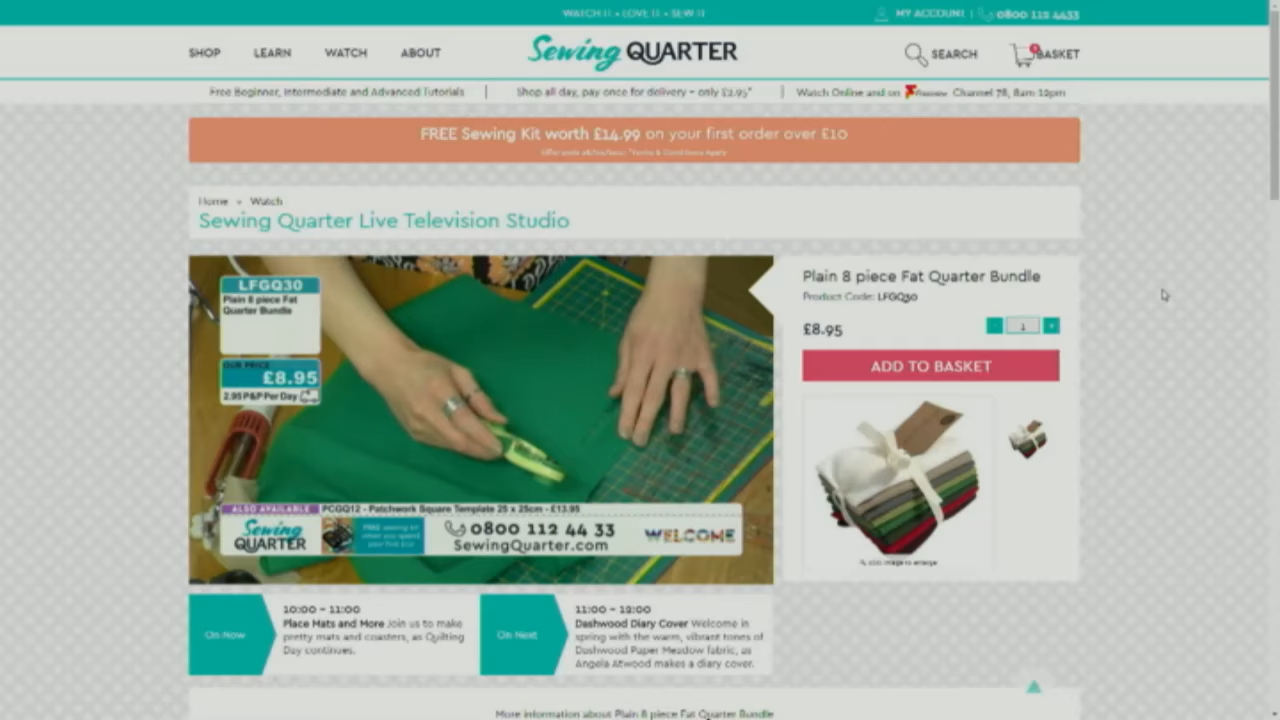 WATCH IT • LOVE IT • SEW IT
MY ACCOUNT | 0800 112 4433
SHOP LEARN WATCH ABOUT
Sewing QUARTER
SEARCH BASKET
Free Beginner, Intermediate and Advanced Tutorials | Shop all day, pay once for delivery - only £2.95* | Watch Online and on Freeview Channel 78, 8am-12pm
FREE Sewing Kit worth £14.99 on your first order over £10
Home » Watch
Sewing Quarter Live Television Studio
LFGQ30
Plain 8 piece Fat
Quarter Bundle
OUR PRICE
£8.95
2.95 P&P Per Day
ALSO AVAILABLE PCGQ12 - Patchwork Square Template 25 x 25cm - £13.95
Sewing
QUARTER
FREE sewing kit
when you spend
your first £10
0800 112 44 33
SewingQuarter.com
WELCOME
Plain 8 piece Fat Quarter Bundle
Product Code: LFGQ30
£8.95
- 1 +
ADD TO BASKET
click image to enlarge
On Now
10:00 - 11:00
Place Mats and More Join us to make
pretty mats and coasters, as Quilting
Day continues.
On Next
11:00 - 12:00
Dashwood Diary Cover Welcome in
spring with the warm, vibrant tones of
Dashwood Paper Meadow fabric, as
Angela Atwood makes a diary cover.
More information about Plain 8 piece Fat Quarter Bundle